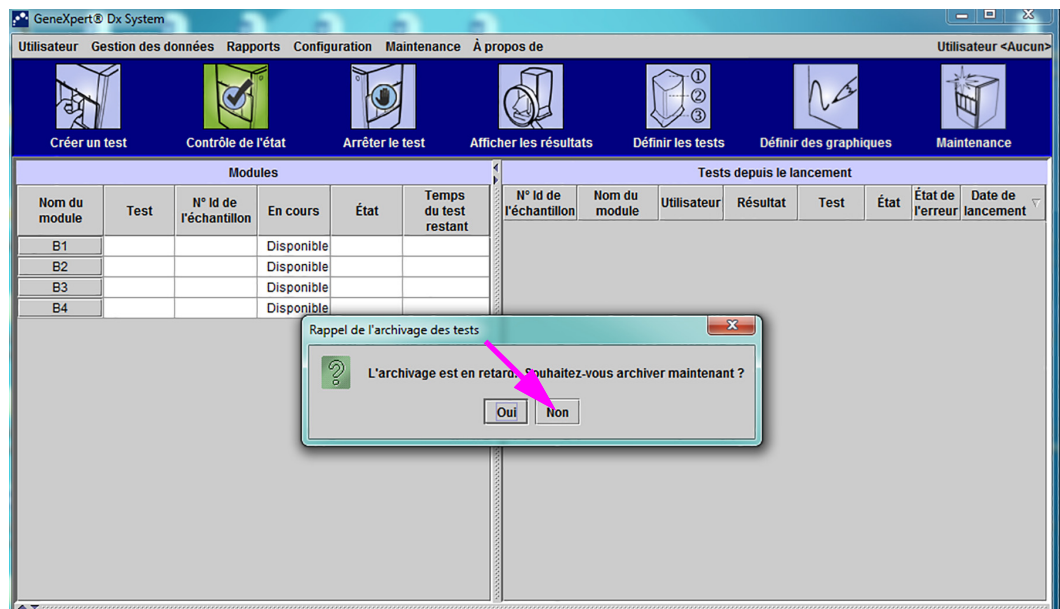 GeneXpert® Dx System
Utilisateur Gestion des données Rapports Configuration Maintenance À propos de Utilisateur <Aucun>
① ② ③
Créer un test Contrôle de l'état Arrêter le test Afficher les résultats Définir les tests Définir des graphiques Maintenance
Modules
Nom du module Test N° Id de l'échantillon En cours État Temps du test restant
B1 Disponible
B2 Disponible
B3 Disponible
B4 Disponible
Tests depuis le lancement
N° Id de l'échantillon Nom du module Utilisateur Résultat Test État État de l'erreur Date de lancement
Rappel de l'archivage des tests
L'archivage est en retard. Souhaitez-vous archiver maintenant ?
Oui Non